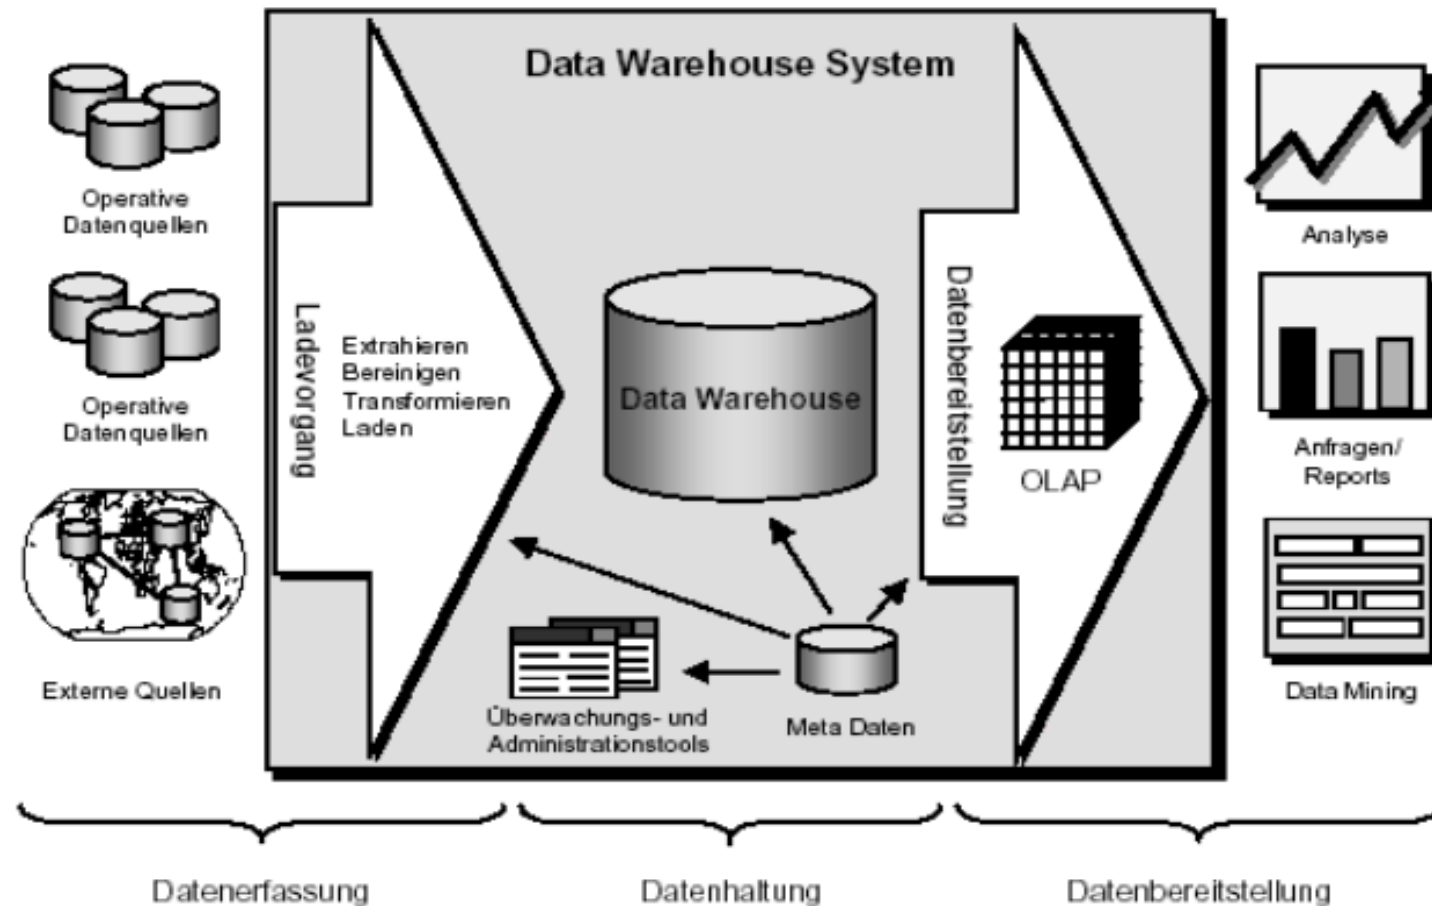 Data Warehouse System
Operative
Datenquellen
Operative
Datenquellen
Externe Quellen
Ladevorgang
Extrahieren
Bereinigen
Transformieren
Laden
Data Warehouse
Überwachungs- und
Administrationstools
Meta Daten
Datenbereitstellung
OLAP
Analyse
Anfragen/
Reports
Data Mining
Datenerfassung
Datenhaltung
Datenbereitstellung